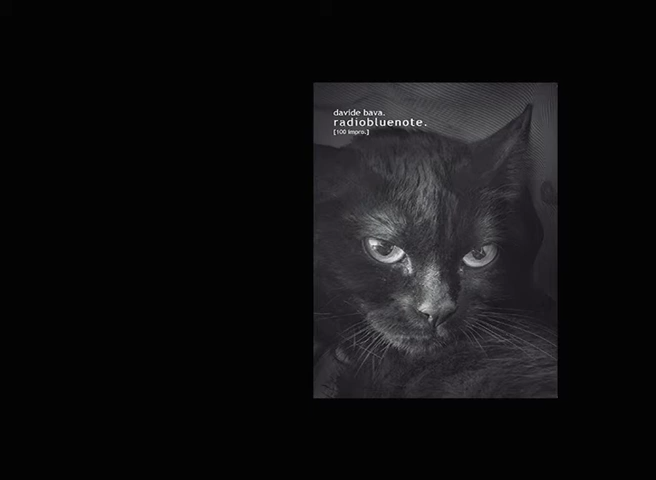 davide bava.
radiobluenote.
[100 impro.]